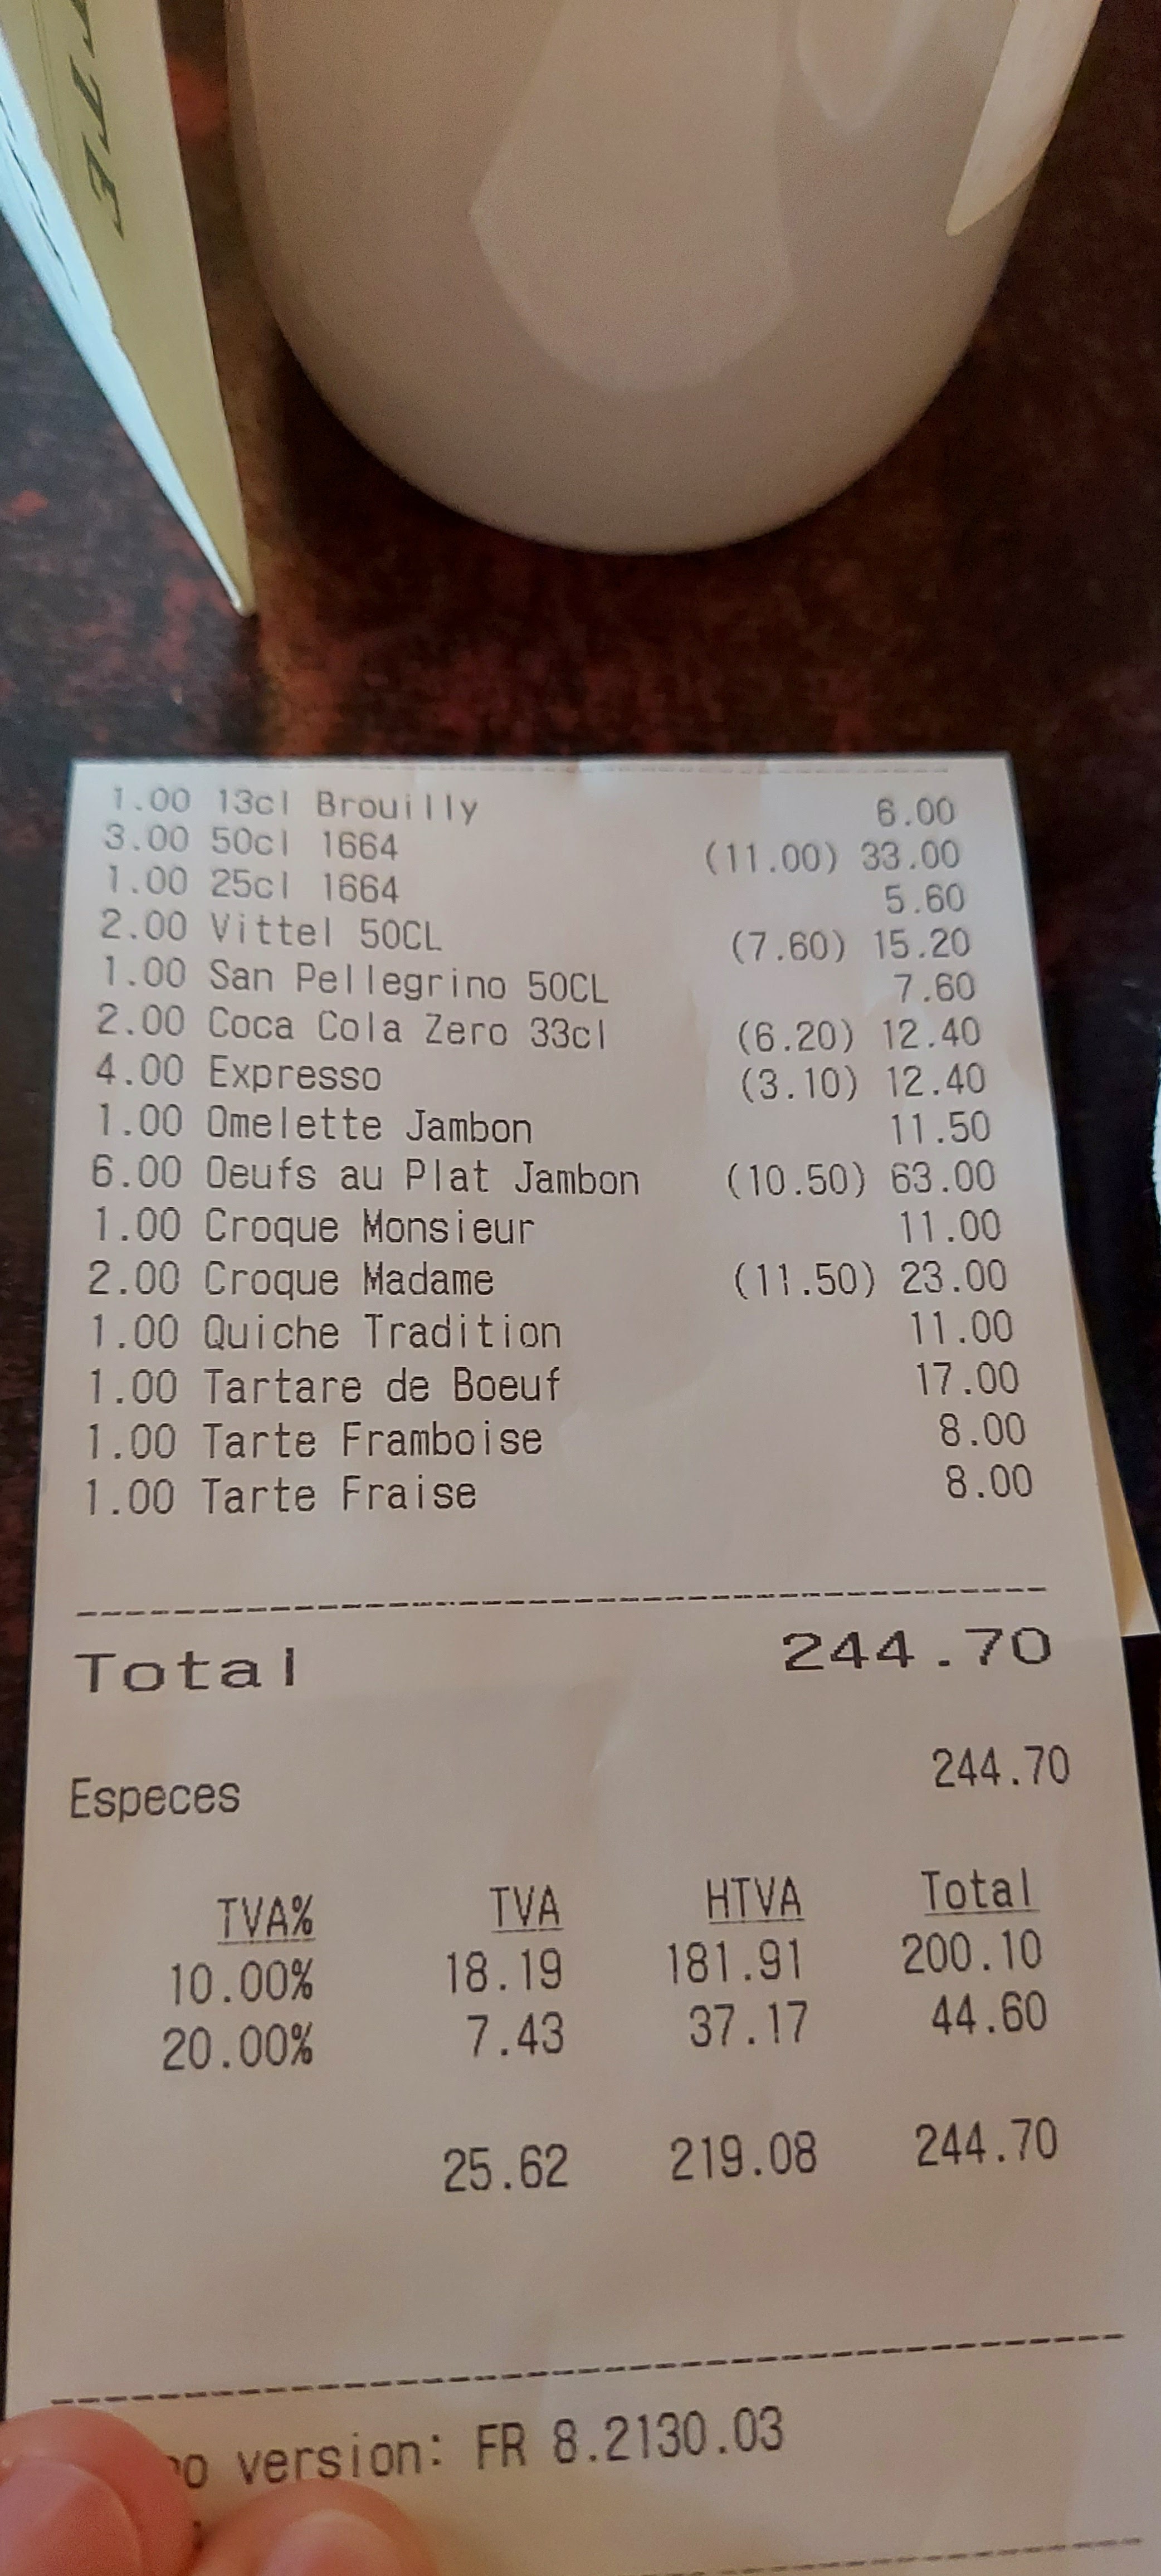 1.00 13cl Brouilly 6.00
3.00 50cl 1664 (11.00) 33.00
1.00 25cl 1664 5.60
2.00 Vittel 50CL (7.60) 15.20
1.00 San Pellegrino 50CL 7.60
2.00 Coca Cola Zero 33cl (6.20) 12.40
4.00 Expresso (3.10) 12.40
1.00 Omelette Jambon 11.50
6.00 Oeufs au Plat Jambon (10.50) 63.00
1.00 Croque Monsieur 11.00
2.00 Croque Madame (11.50) 23.00
1.00 Quiche Tradition 11.00
1.00 Tartare de Boeuf 17.00
1.00 Tarte Framboise 8.00
1.00 Tarte Fraise 8.00
Total 244.70
Especes 244.70
TVA% TVA HTVA Total
10.00% 18.19 181.91 200.10
20.00% 7.43 37.17 44.60
25.62 219.08 244.70
version: FR 8.2130.03